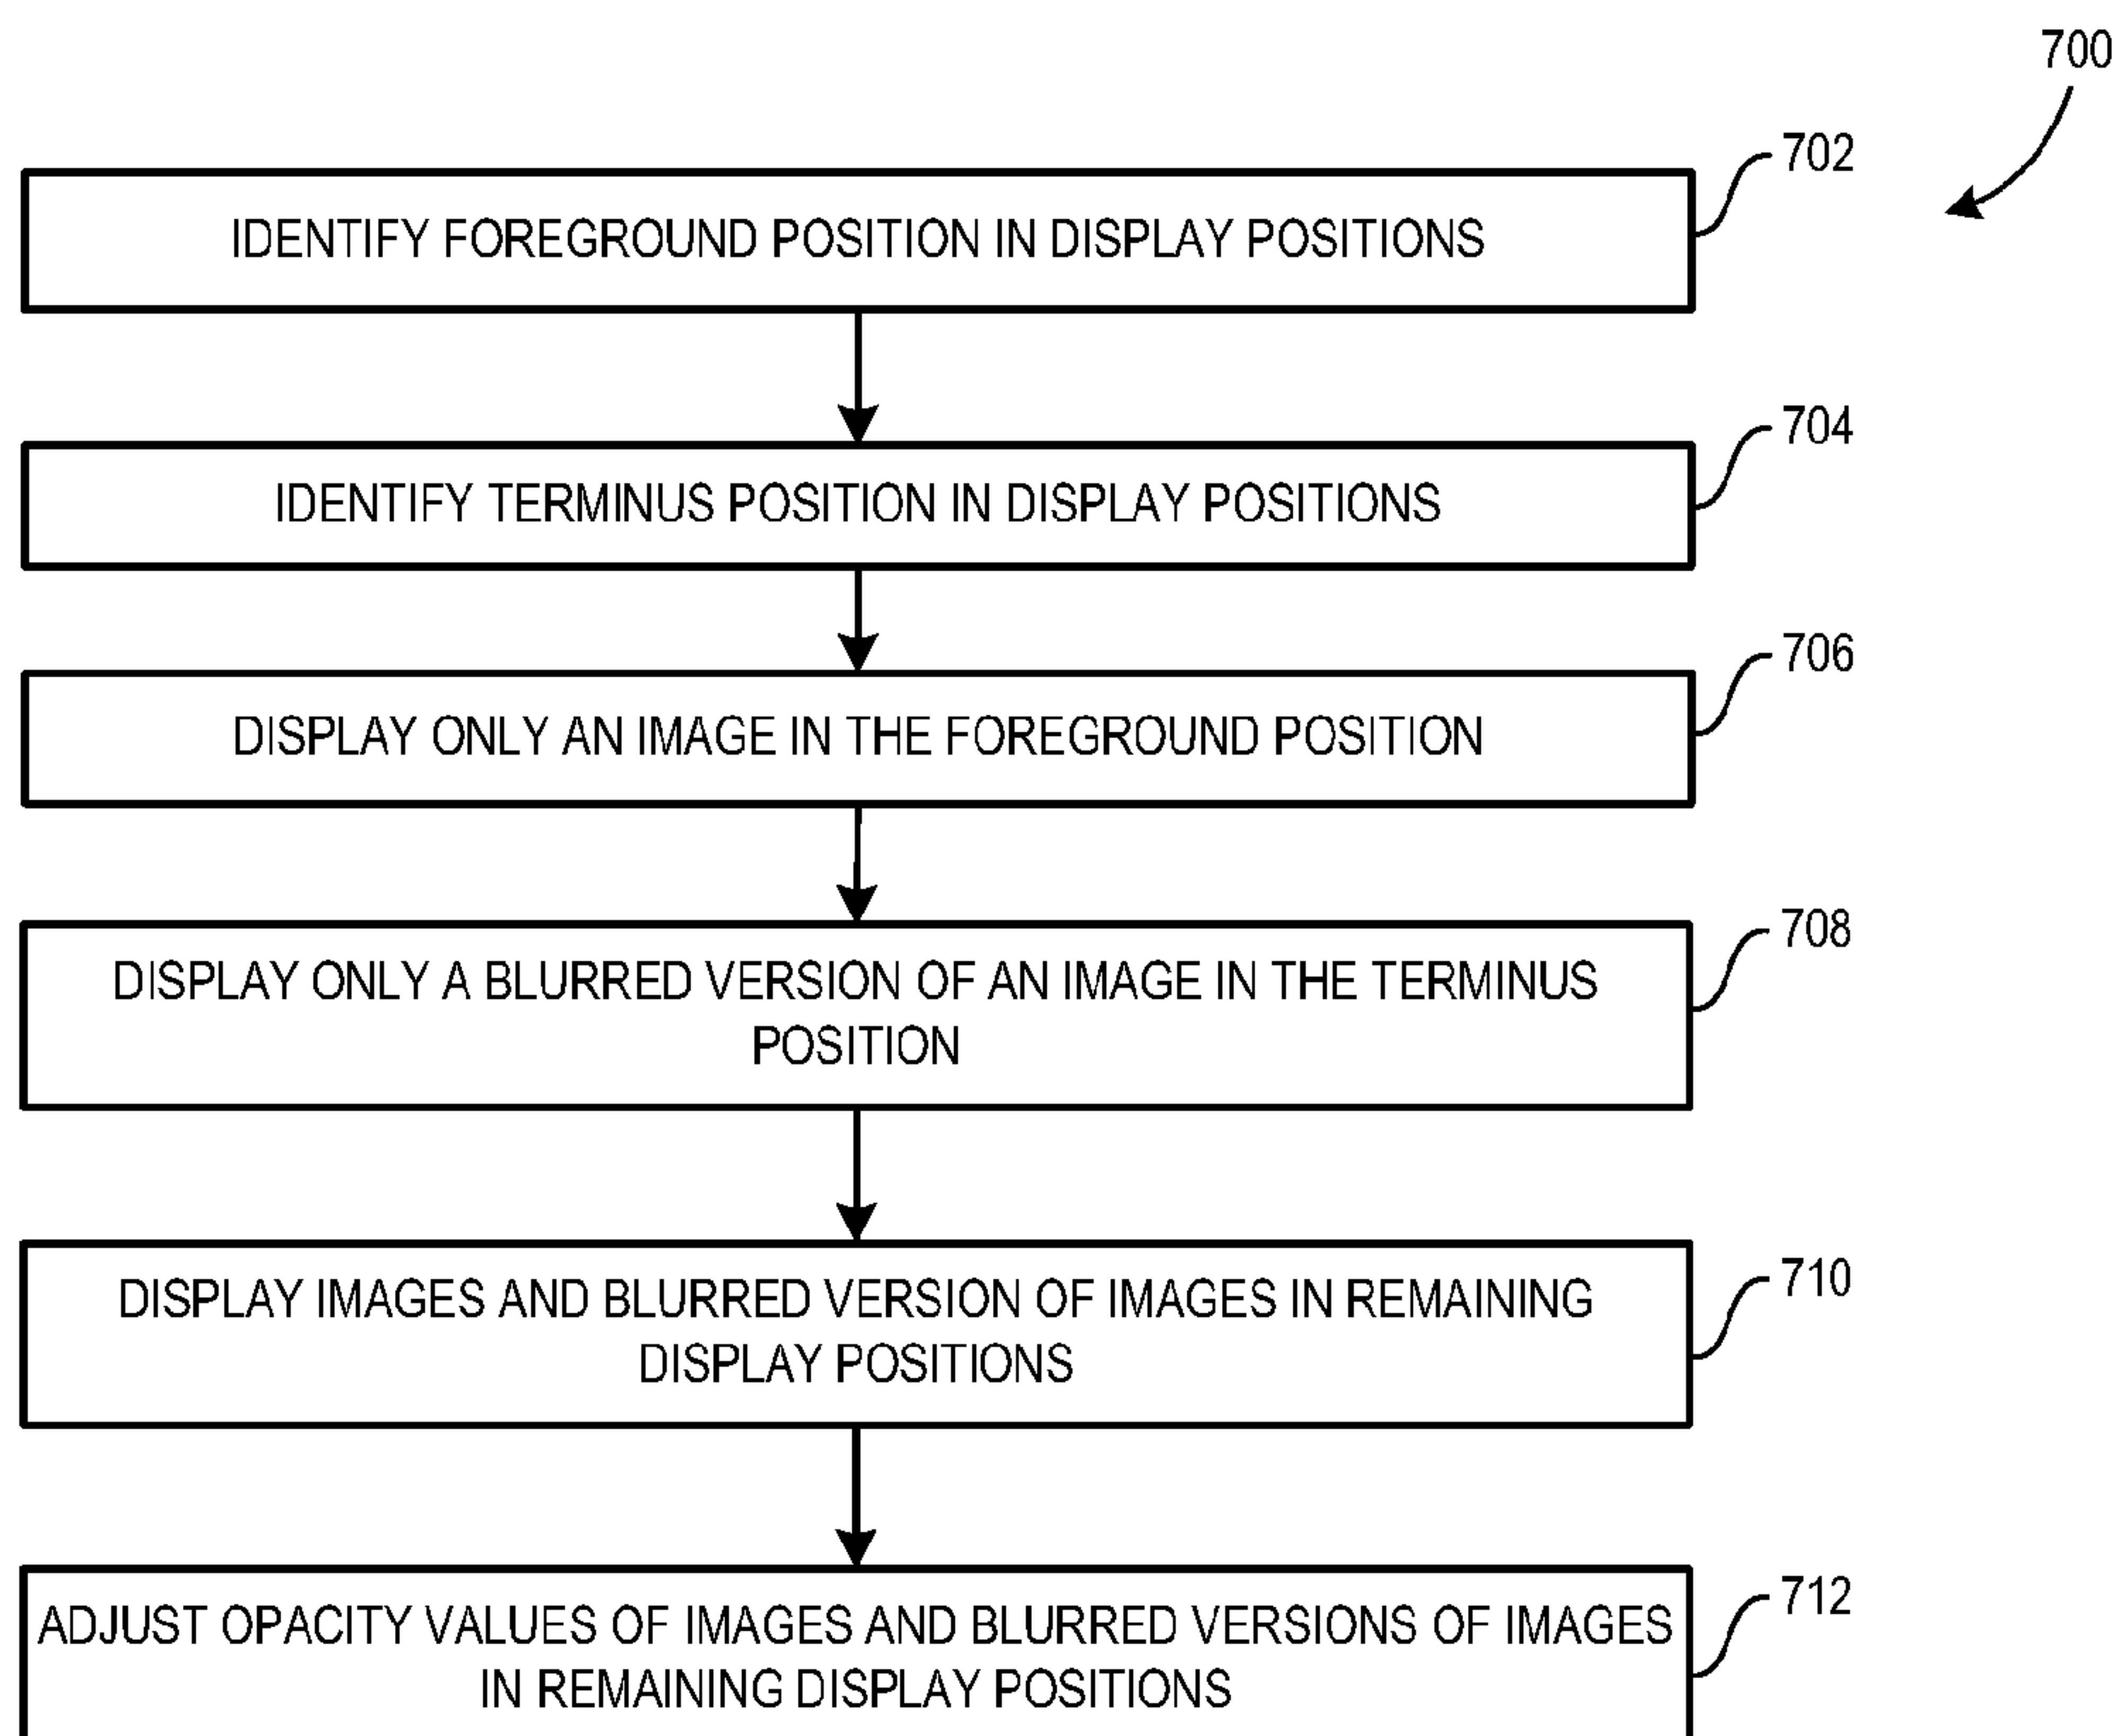 700
702
IDENTIFY FOREGROUND POSITION IN DISPLAY POSITIONS
704
IDENTIFY TERMINUS POSITION IN DISPLAY POSITIONS
706
DISPLAY ONLY AN IMAGE IN THE FOREGROUND POSITION
708
DISPLAY ONLY A BLURRED VERSION OF AN IMAGE IN THE TERMINUS
POSITION
710
DISPLAY IMAGES AND BLURRED VERSION OF IMAGES IN REMAINING
DISPLAY POSITIONS
712
ADJUST OPACITY VALUES OF IMAGES AND BLURRED VERSIONS OF IMAGES
IN REMAINING DISPLAY POSITIONS